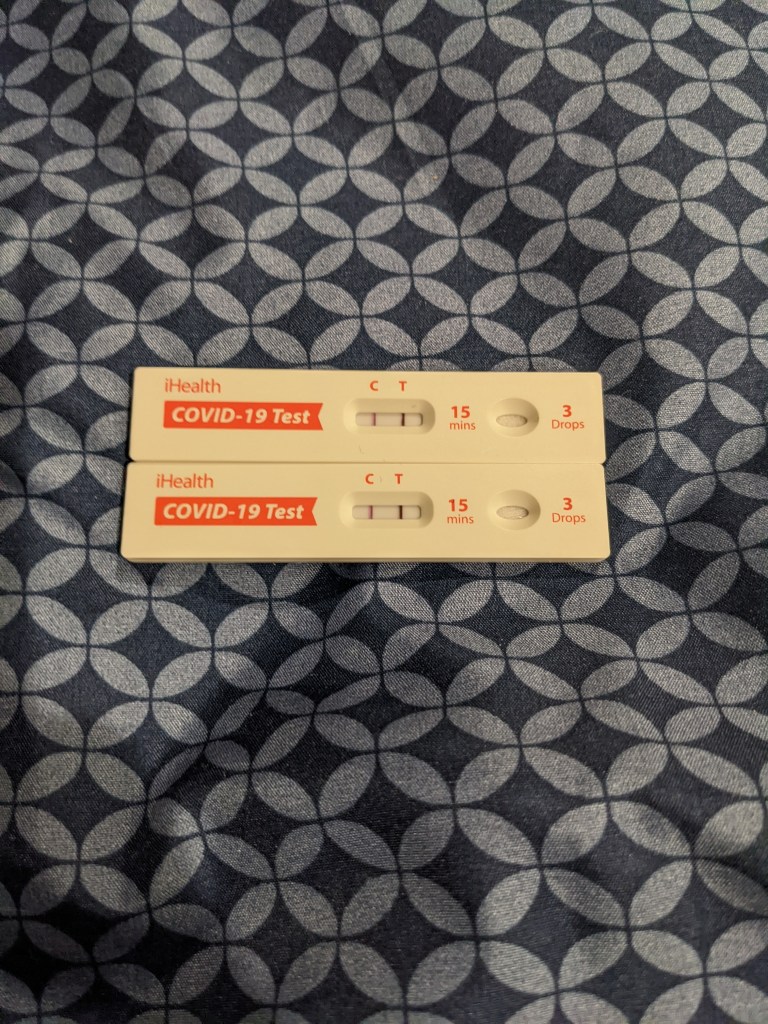 iHealth
C T
COVID-19 Test
15 mins
3 Drops
iHealth
C T
COVID-19 Test
15 mins
3 Drops